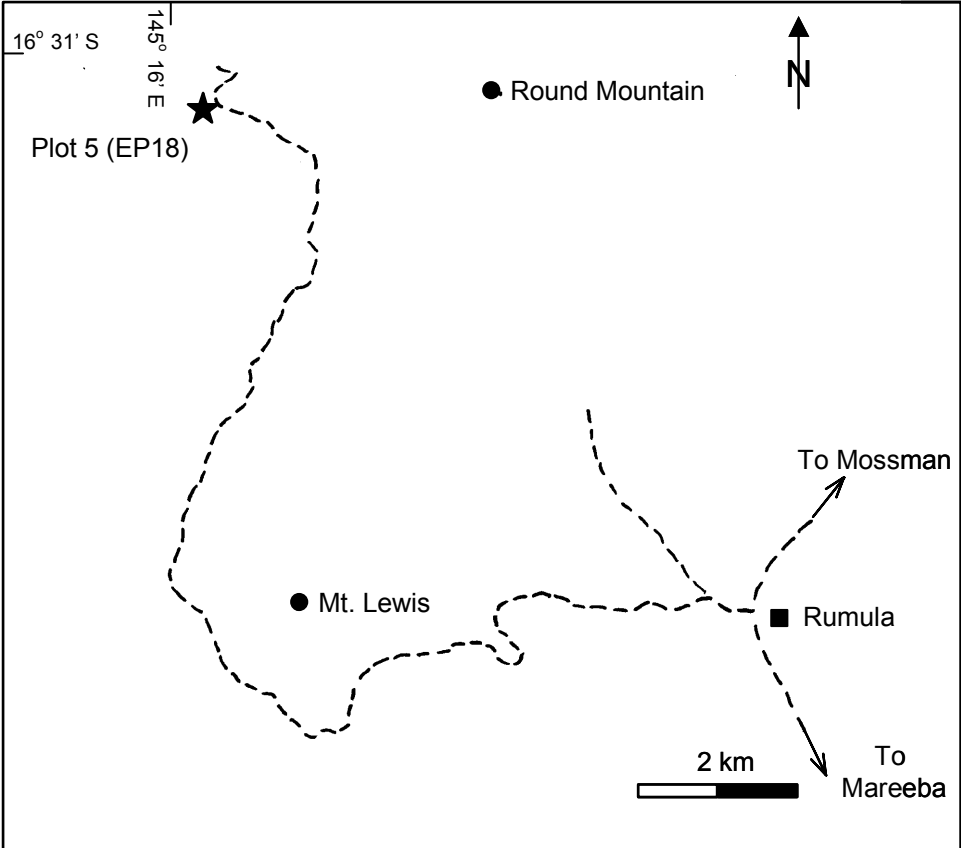 16° 31' S
145° 16' E
N
Round Mountain
Plot 5 (EP18)
To Mossman
Mt. Lewis
Rumula
2 km
To
Mareeba